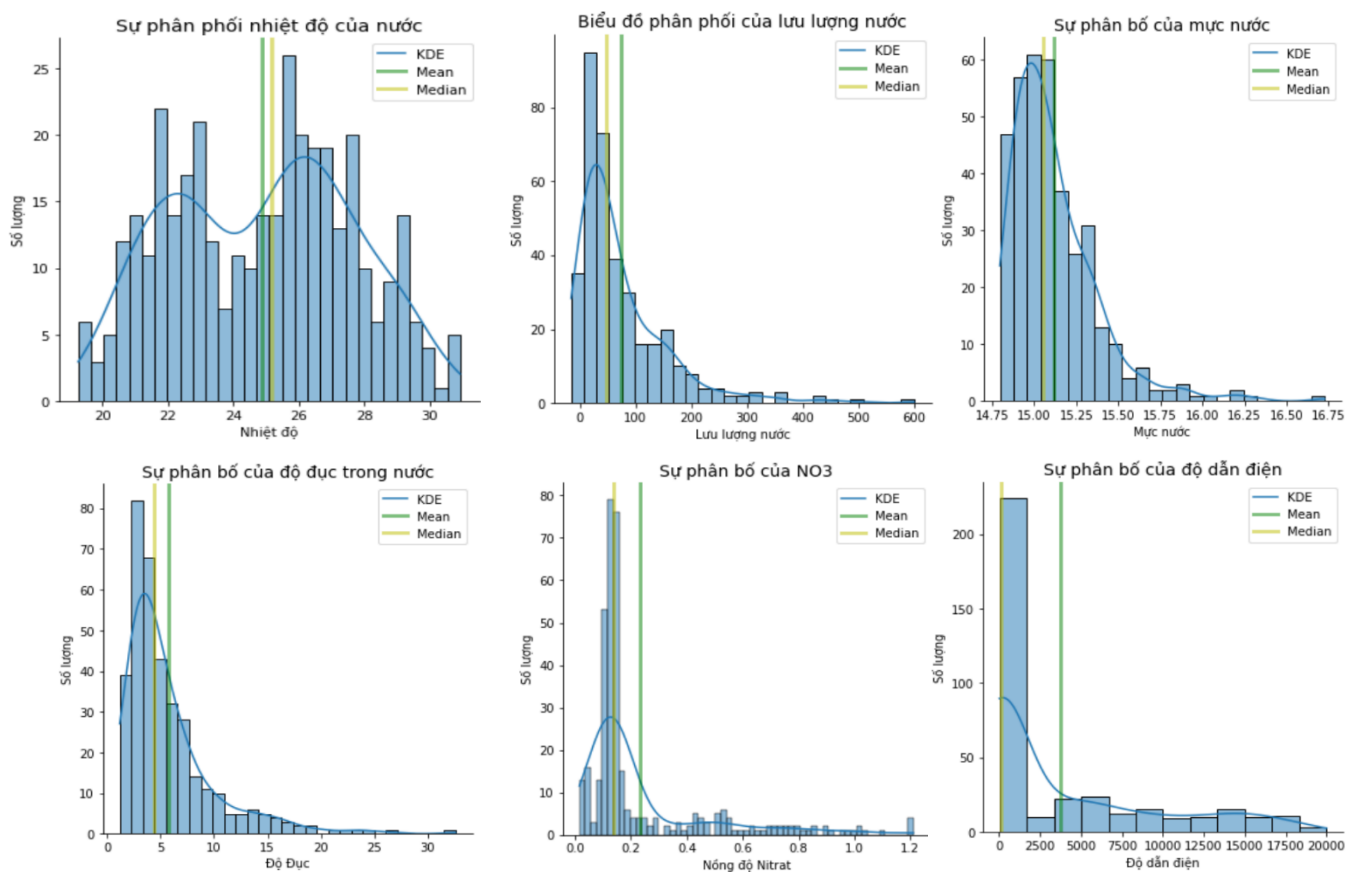 Sự phân phối nhiệt độ của nước
KDE
Mean
Median
25
20
15
10
5
0
Số lượng
20
22
24
26
28
30
Nhiệt độ
Biểu đồ phân phối của lưu lượng nước
KDE
Mean
Median
80
60
40
20
0
Số lượng
0
100
200
300
400
500
600
Lưu lượng nước
Sự phân bố của mực nước
KDE
Mean
Median
60
50
40
30
20
10
0
Số lượng
14.75
15.00
15.25
15.50
15.75
16.00
16.25
16.50
16.75
Mực nước
Sự phân bố của độ đục trong nước
KDE
Mean
Median
80
70
60
50
40
30
20
10
0
Số lượng
0
5
10
15
20
25
30
Độ Đục
Sự phân bố của NO3
KDE
Mean
Median
80
70
60
50
40
30
20
10
0
Số lượng
0.0
0.2
0.4
0.6
0.8
1.0
1.2
Nồng độ Nitrat
Sự phân bố của độ dẫn điện
KDE
Mean
Median
200
150
100
50
0
Số lượng
0
2500
5000
7500
10000
12500
15000
17500
20000
Độ dẫn điện